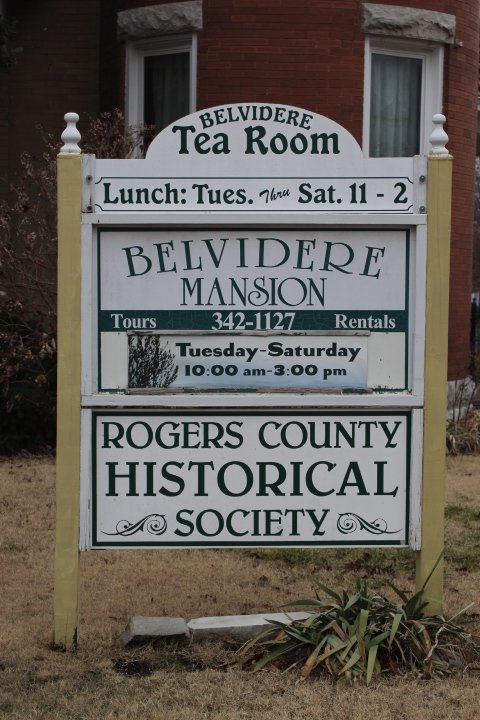 BELVIDERE
TEA ROOM
Lunch: Tues. Thru Sat. 11 - 2
BELVIDERE
MANSION
Tours 342-1127 Rentals
Tuesday-Saturday
10:00 am-3:00 pm
ROGERS COUNTY
HISTORICAL
SOCIETY